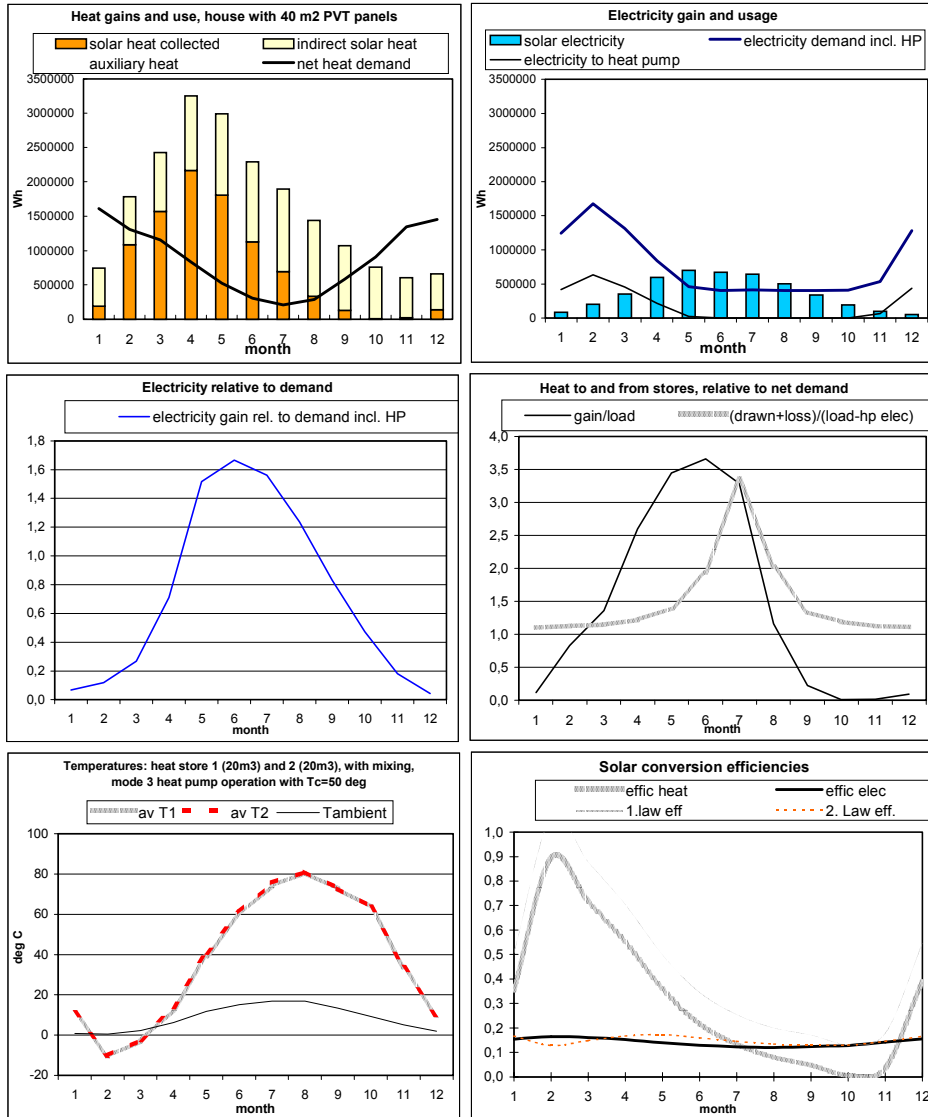 Heat gains and use, house with 40 m2 PVT panels
solar heat collected
indirect solar heat
auxiliary heat
net heat demand
3500000
3000000
2500000
2000000
1500000
1000000
500000
0
Wh
1 2 3 4 5 6 7 8 9 10 11 12
month
Electricity gain and usage
solar electricity
electricity demand incl. HP
electricity to heat pump
3500000
3000000
2500000
2000000
1500000
1000000
500000
0
Wh
1 2 3 4 5 6 7 8 9 10 11 12
month
Electricity relative to demand
electricity gain rel. to demand incl. HP
1,8
1,6
1,4
1,2
1,0
0,8
0,6
0,4
0,2
0,0
1 2 3 4 5 6 7 8 9 10 11 12
month
Heat to and from stores, relative to net demand
gain/load
(drawn+loss)/(load-hp elec)
4,0
3,5
3,0
2,5
2,0
1,5
1,0
0,5
0,0
1 2 3 4 5 6 7 8 9 10 11 12
month
Temperatures: heat store 1 (20m3) and 2 (20m3), with mixing,
mode 3 heat pump operation with Tc=50 deg
av T1
av T2
Tambient
100
80
60
40
20
0
-20
deg C
1 2 3 4 5 6 7 8 9 10 11 12
month
Solar conversion efficiencies
effic heat
effic elec
1.law eff
2. Law eff.
1,0
0,9
0,8
0,7
0,6
0,5
0,4
0,3
0,2
0,1
0,0
1 2 3 4 5 6 7 8 9 10 11 12
month